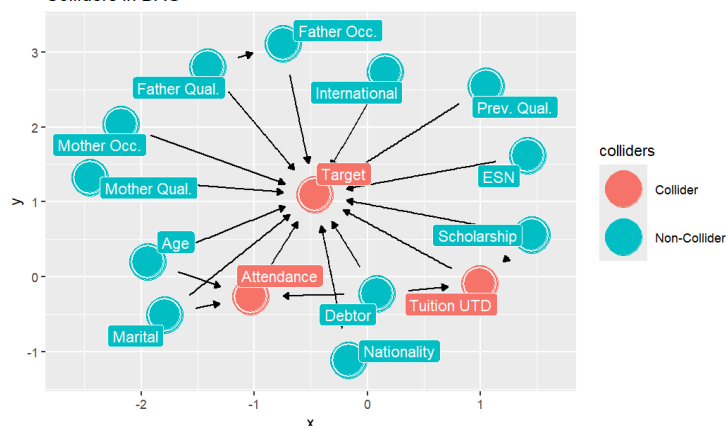 Colliders in DAG
Father Occ.
Father Qual.
International
Prev. Qual.
Mother Occ.
Target
ESN
Mother Qual.
Age
Scholarship
Attendance
Debtor
Tuition UTD
Marital
Nationality
3
2
1
0
-1
y
-2
-1
0
1
x
colliders
Collider
Non-Collider